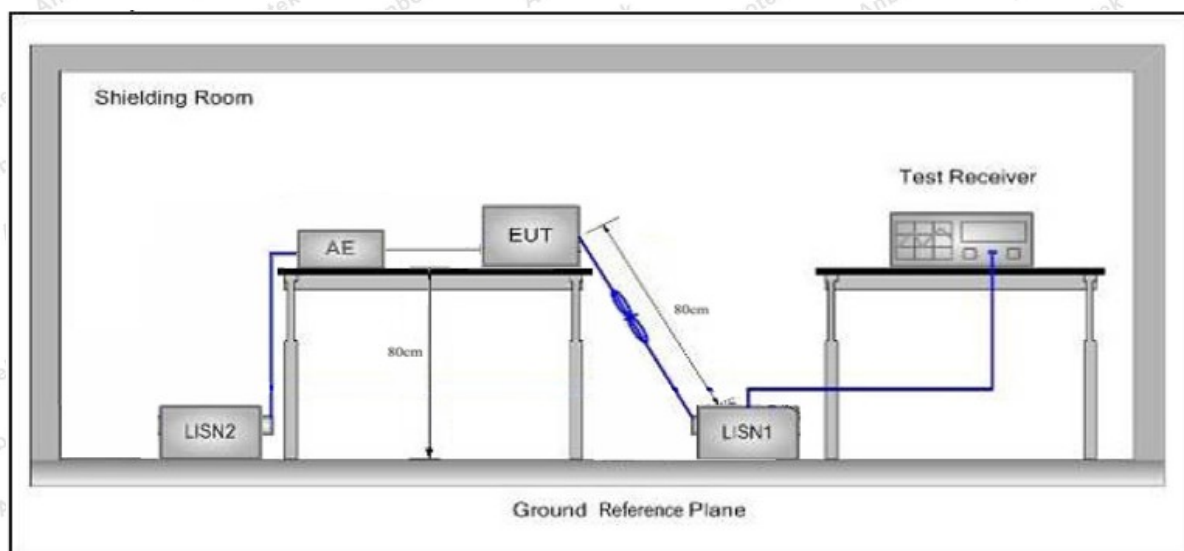 Shielding Room
Test Receiver
AE
EUT
80cm
80cm
LISN2
LISN1
Ground Reference Plane